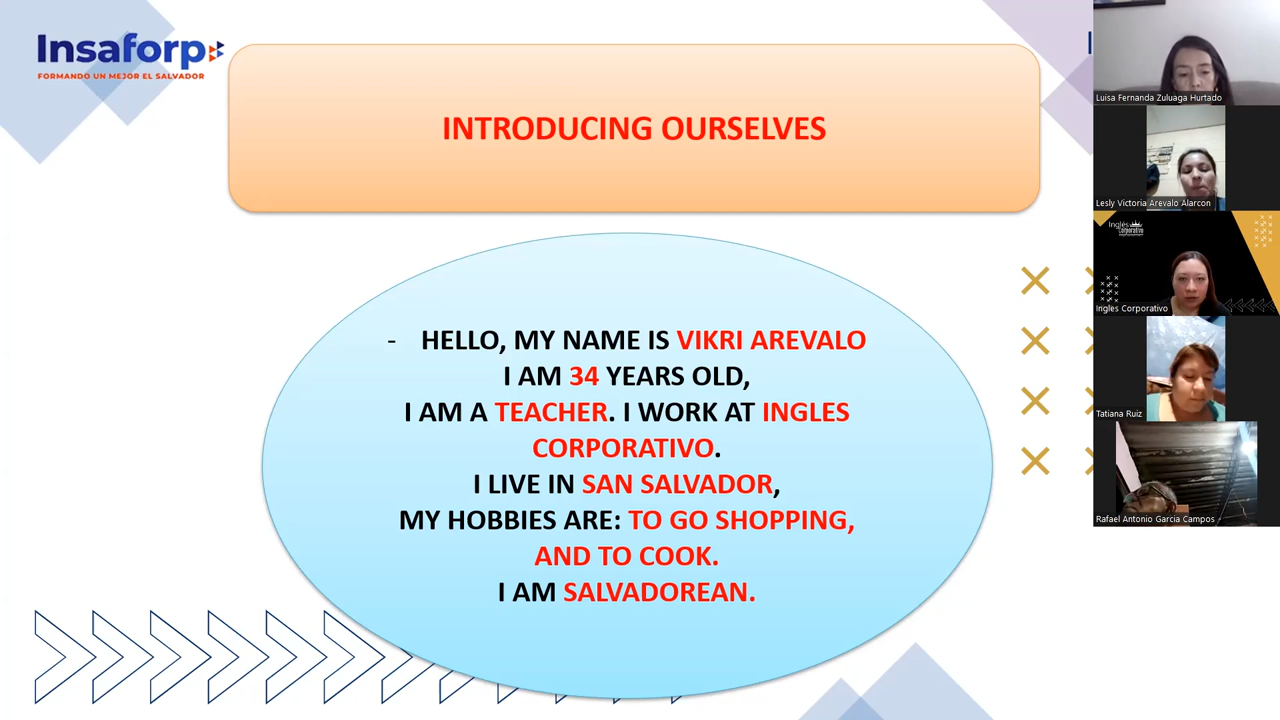 Insaforp
FORMANDO UN MEJOR EL SALVADOR
INTRODUCING OURSELVES
- HELLO, MY NAME IS VIKRI AREVALO
I AM 34 YEARS OLD,
I AM A TEACHER. I WORK AT INGLES
CORPORATIVO.
I LIVE IN SAN SALVADOR,
MY HOBBIES ARE: TO GO SHOPPING,
AND TO COOK.
I AM SALVADOREAN.
Luisa Fernanda Zuluaga Hurtado
Lesly Victoria Arevalo Alarcon
Inglés
Corporativo
Ingles Corporativo
Tatiana Ruiz
Rafael Antonio Garcia Campos -